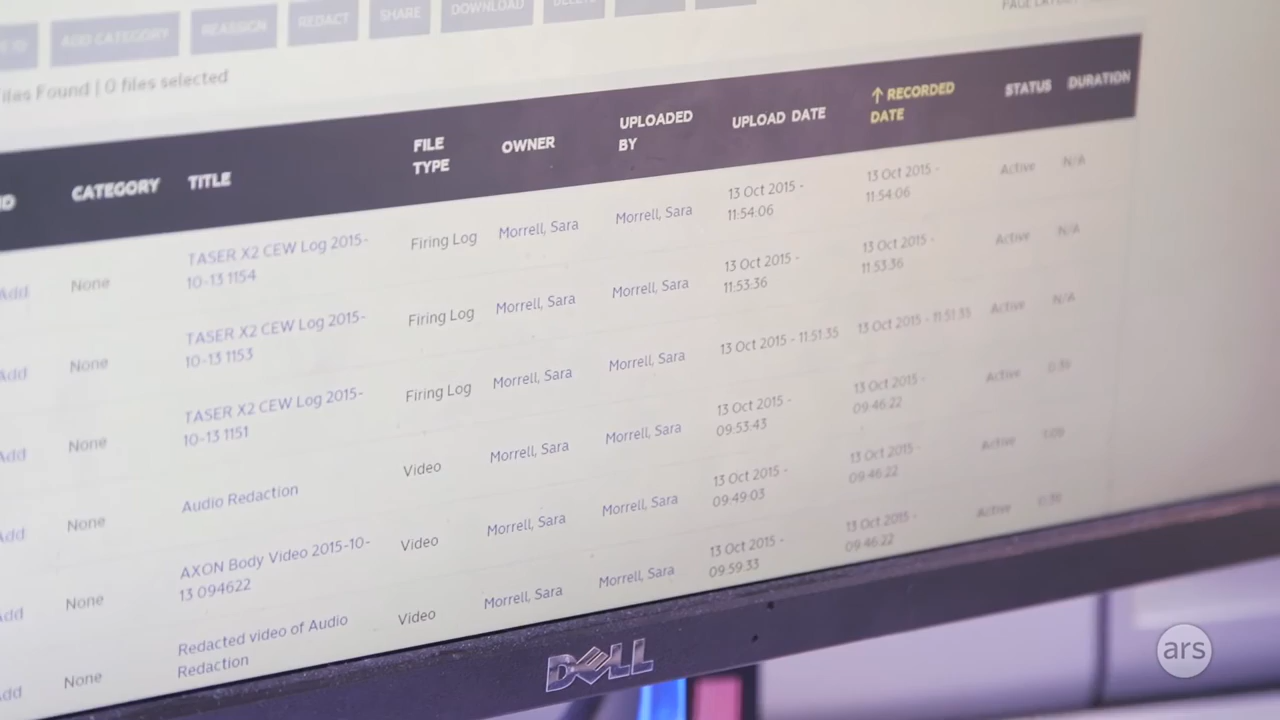 ADD CATEGORY REASSIGN REDACT SHARE DOWNLOAD
Found | 0 files selected
ID CATEGORY TITLE FILE TYPE OWNER UPLOADED BY UPLOAD DATE ↑ RECORDED DATE STATUS DURATION
Add None TASER X2 CEW Log 2015-10-13 1154 Firing Log Morrell, Sara Morrell, Sara 13 Oct 2015 - 11:54:06 13 Oct 2015 - 11:54:06 Active N/A
Add None TASER X2 CEW Log 2015-10-13 1153 Firing Log Morrell, Sara Morrell, Sara 13 Oct 2015 - 11:53:36 13 Oct 2015 - 11:53:36 Active N/A
Add None TASER X2 CEW Log 2015-10-13 1151 Firing Log Morrell, Sara Morrell, Sara 13 Oct 2015 - 11:51:35 13 Oct 2015 - 11:51:35 Active N/A
Add None Audio Redaction Video Morrell, Sara Morrell, Sara 13 Oct 2015 - 09:53:43 13 Oct 2015 - 09:46:22 Active
Add None AXON Body Video 2015-10-13 094622 Video Morrell, Sara Morrell, Sara 13 Oct 2015 - 09:49:03 13 Oct 2015 - 09:46:22 Active
Add None Redacted video of Audio Redaction Video Morrell, Sara Morrell, Sara 13 Oct 2015 - 09:59:33 13 Oct 2015 - 09:46:22 Active
DELL
ars